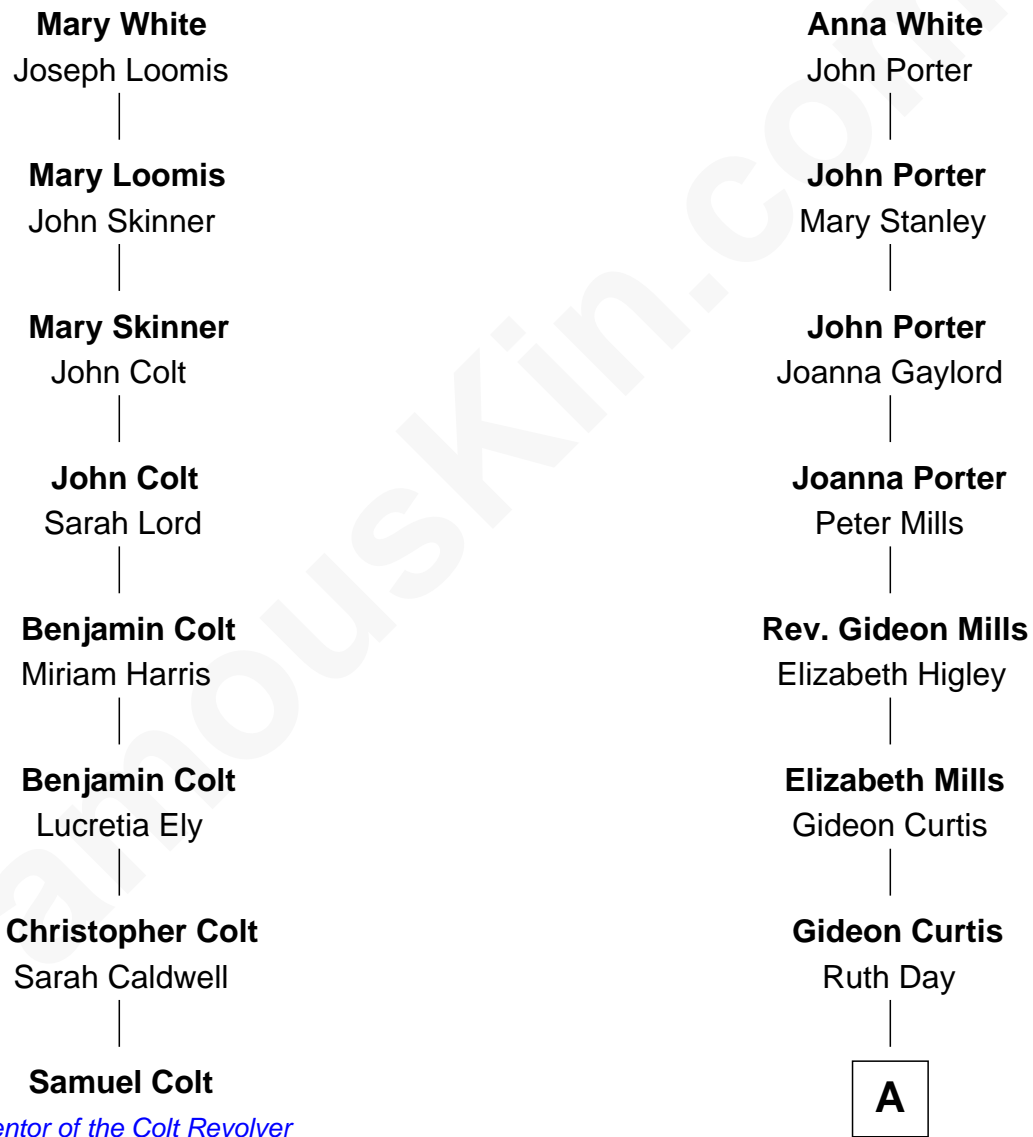 Mary White
Joseph Loomis
Mary Loomis
John Skinner
Mary Skinner
John Colt
John Colt
Sarah Lord
Benjamin Colt
Miriam Harris
Benjamin Colt
Lucretia Ely
Christopher Colt
Sarah Caldwell
Samuel Colt
entor of the Colt Revolver
Anna White
John Porter
John Porter
Mary Stanley
John Porter
Joanna Gaylord
Joanna Porter
Peter Mills
Rev. Gideon Mills
Elizabeth Higley
Elizabeth Mills
Gideon Curtis
Gideon Curtis
Ruth Day
A
amouskin.com